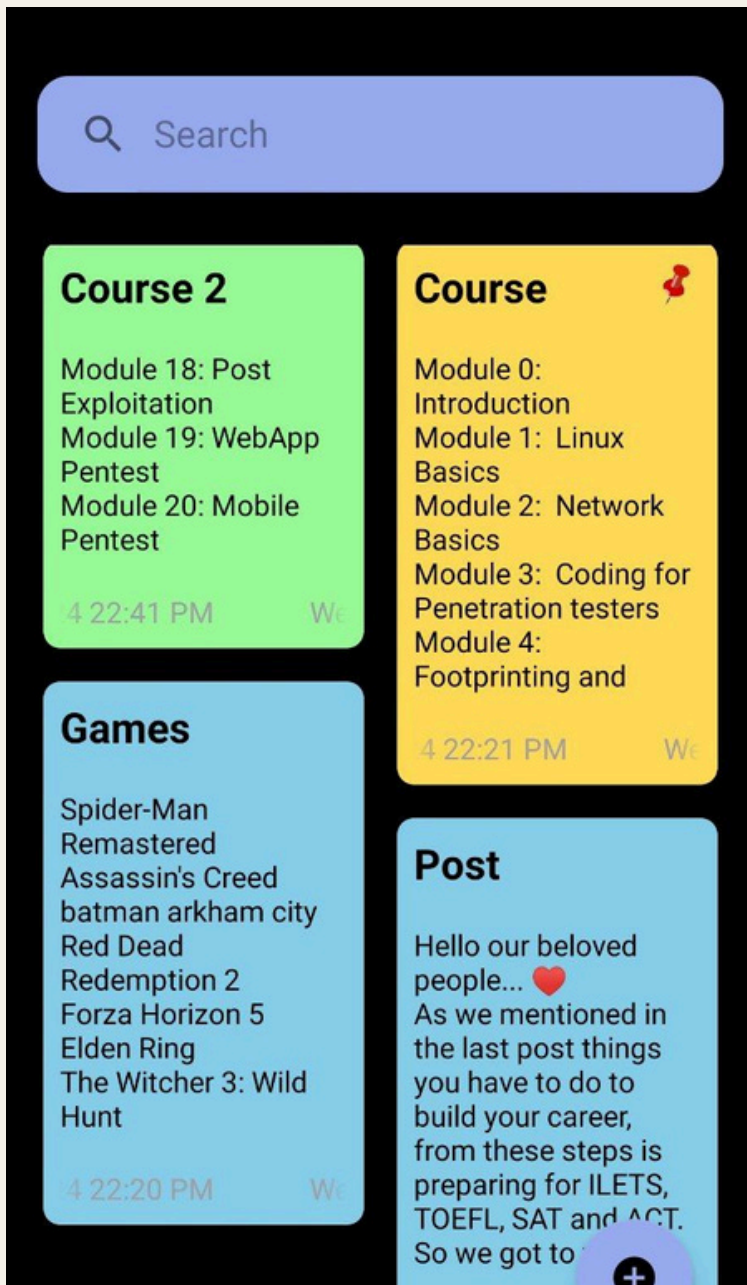 Search
Course 2
Module 18: Post
Exploitation
Module 19: WebApp
Pentest
Module 20: Mobile
Pentest
4 22:41 PM
Course
Module 0:
Introduction
Module 1:  Linux
Basics
Module 2:  Network
Basics
Module 3:  Coding for
Penetration testers
Module 4:
Footprinting and
4 22:21 PM
Games
Spider-Man
Remastered
Assassin's Creed
batman arkham city
Red Dead
Redemption 2
Forza Horizon 5
Elden Ring
The Witcher 3: Wild
Hunt
4 22:20 PM
Post
Hello our beloved
people... ❤️
As we mentioned in
the last post things
you have to do to
build your career,
from these steps is
preparing for ILETS,
TOEFL, SAT and ACT.
So we got to